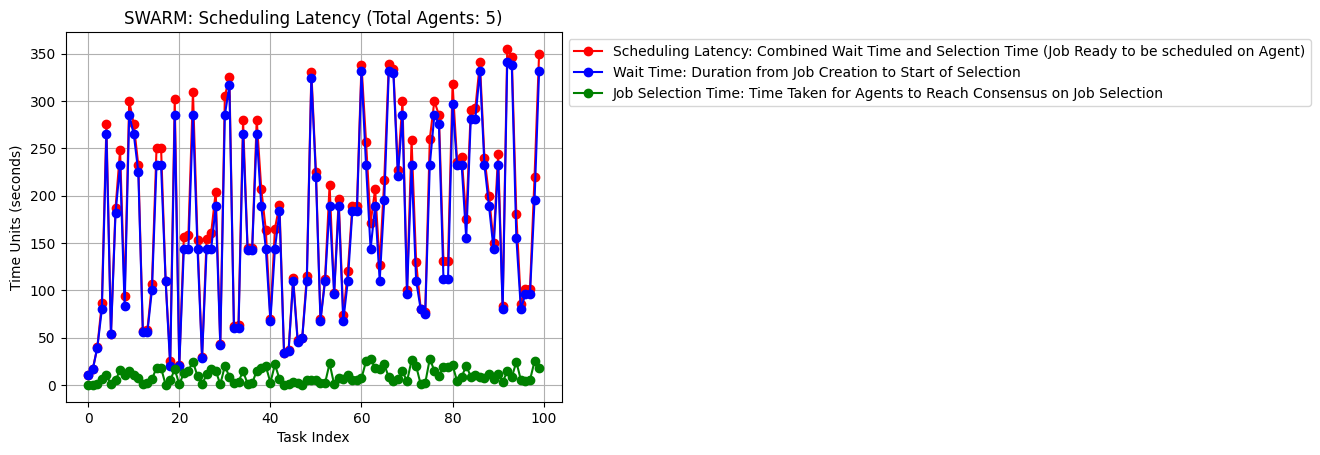 SWARM: Scheduling Latency (Total Agents: 5)
Scheduling Latency: Combined Wait Time and Selection Time (Job Ready to be scheduled on Agent)
Wait Time: Duration from Job Creation to Start of Selection
Job Selection Time: Time Taken for Agents to Reach Consensus on Job Selection
Time Units (seconds)
350
300
250
200
150
100
50
0
0 20 40 60 80 100
Task Index